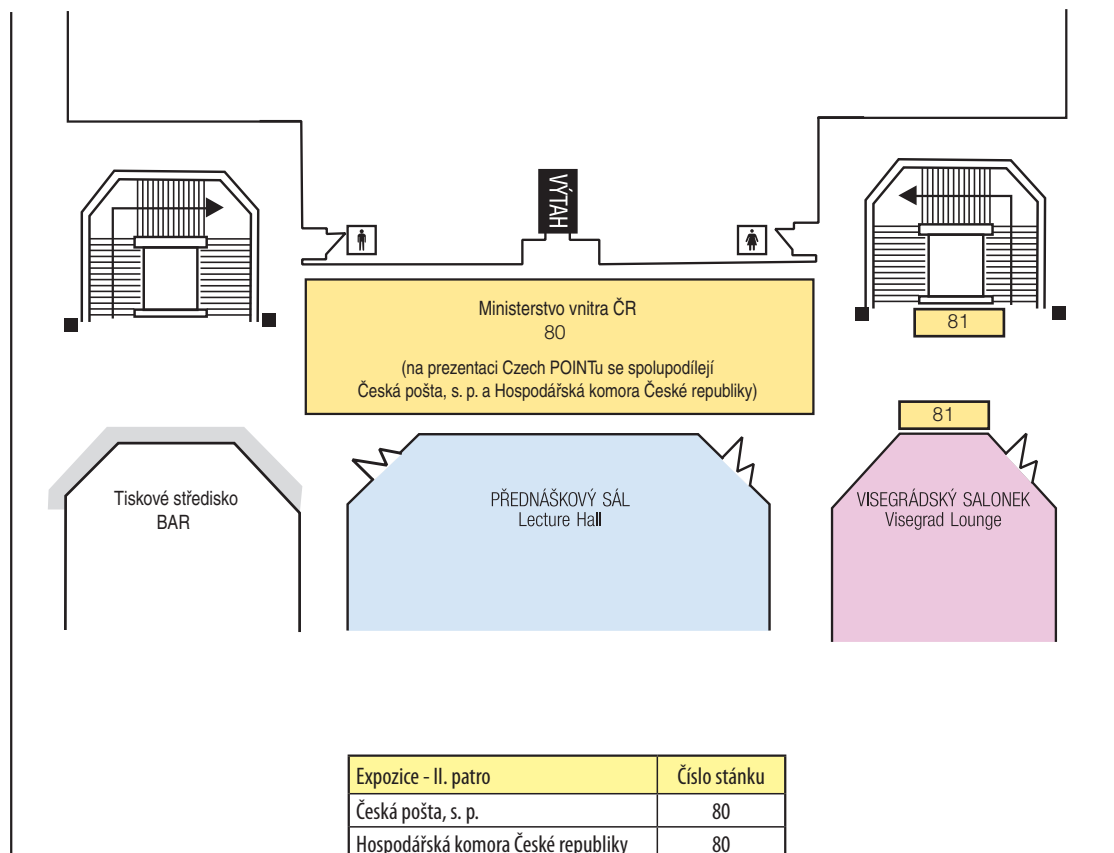 VÝTAH
Ministerstvo vnitra ČR
80
(na prezentaci Czech POINTu se spolupodílejí
Česká pošta, s. p. a Hospodářská komora České republiky)
81
81
Tiskové středisko
BAR
PŘEDNÁŠKOVÝ SÁL
Lecture Hall
VISEGRÁDSKÝ SALONEK
Visegrad Lounge
Expozice - II. patro Číslo stánku
Česká pošta, s. p. 80
Hospodářská komora České republiky 80